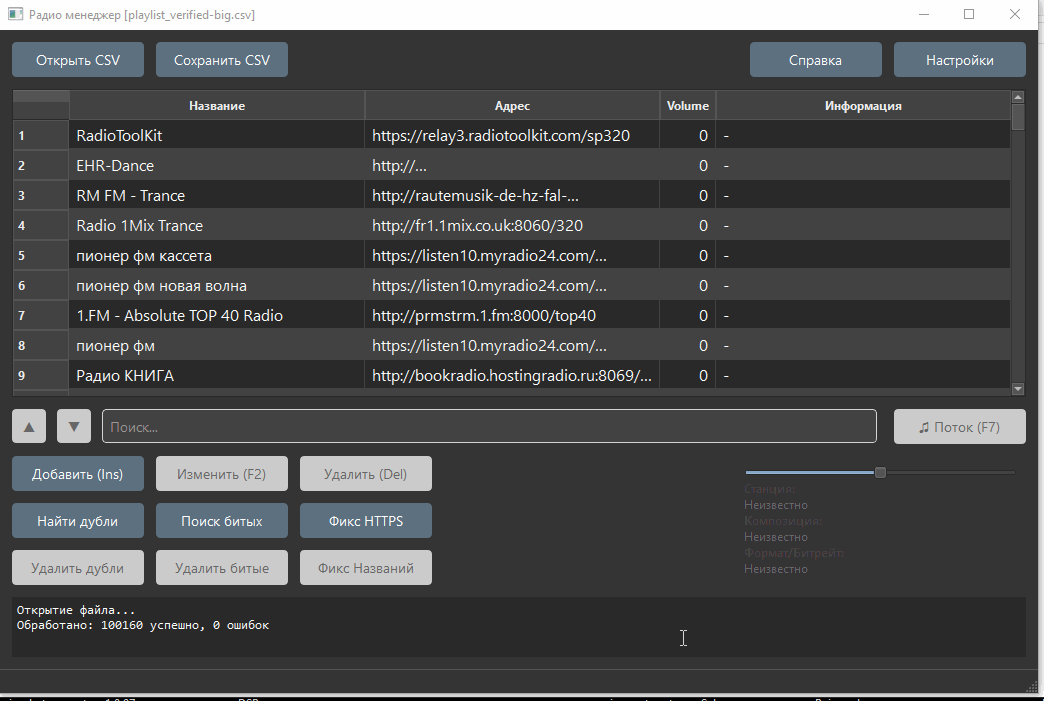 Радио менеджер [playlist_verified-big.csv]
Открыть CSV Сохранить CSV Справка Настройки
Название Адрес Volume Информация
1 RadioToolKit https://relay3.radiotoolkit.com/sp320 0 -
2 EHR-Dance http://... 0 -
3 RM FM - Trance http://rautemusik-de-hz-fal-... 0 -
4 Radio 1Mix Trance http://fr1.1mix.co.uk:8060/320 0 -
5 пионер фм кассета https://listen10.myradio24.com/... 0 -
6 пионер фм новая волна https://listen10.myradio24.com/... 0 -
7 1.FM - Absolute TOP 40 Radio http://prmstrm.1.fm:8000/top40 0 -
8 пионер фм https://listen10.myradio24.com/... 0 -
9 Радио КНИГА http://bookradio.hostingradio.ru:8069/... 0 -
▲ ▼ Поиск... ♫ Поток (F7)
Добавить (Ins) Изменить (F2) Удалить (Del)
Найти дубли Поиск битых Фикс HTTPS
Удалить дубли Удалить битые Фикс Названий
Станция:
Неизвестно
Композиция:
Неизвестно
Формат/Битрейт:
Неизвестно
Открытие файла...
Обработано: 100160 успешно, 0 ошибок